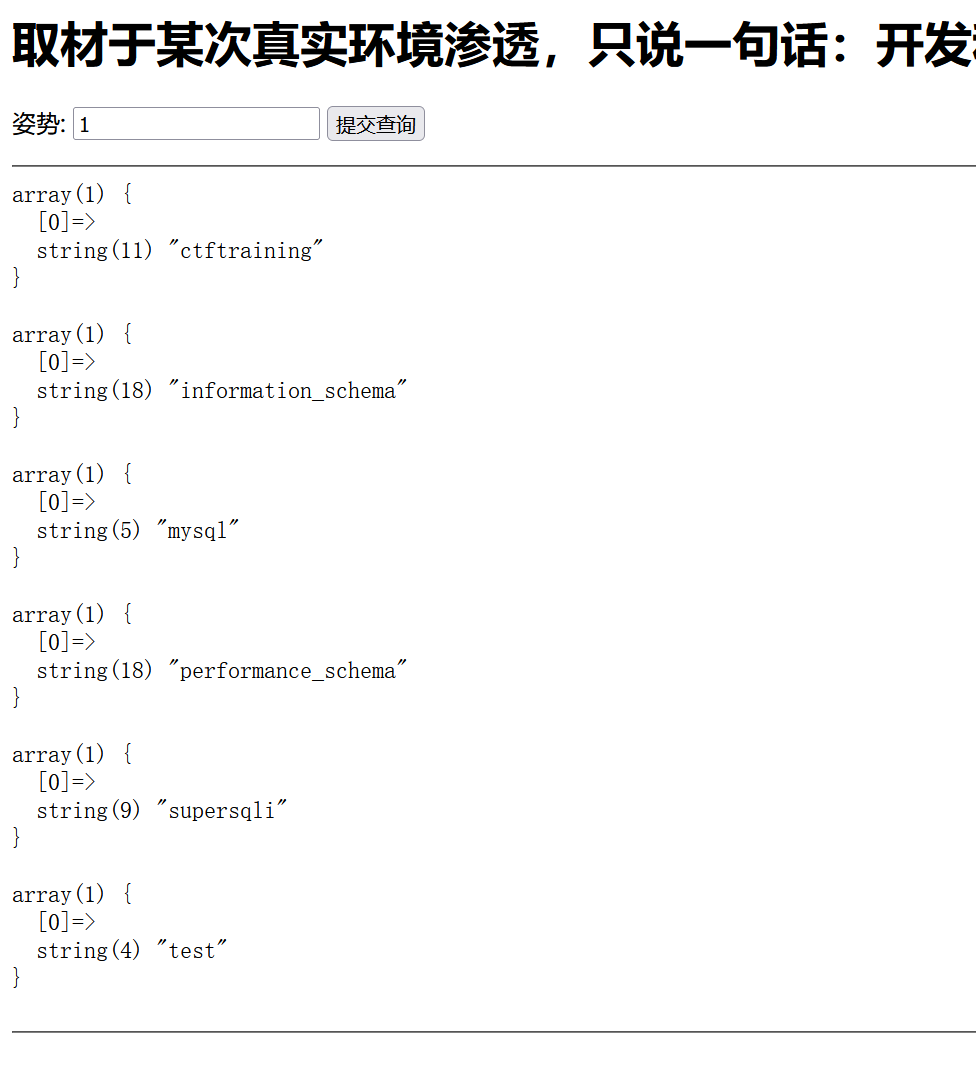 取材于某次真实环境渗透，只说一句话：开发
姿势: 1 提交查询
array(1) {
  [0]=>
  string(11) "ctftraining"
}
array(1) {
  [0]=>
  string(18) "information_schema"
}
array(1) {
  [0]=>
  string(5) "mysql"
}
array(1) {
  [0]=>
  string(18) "performance_schema"
}
array(1) {
  [0]=>
  string(9) "supersqli"
}
array(1) {
  [0]=>
  string(4) "test"
}